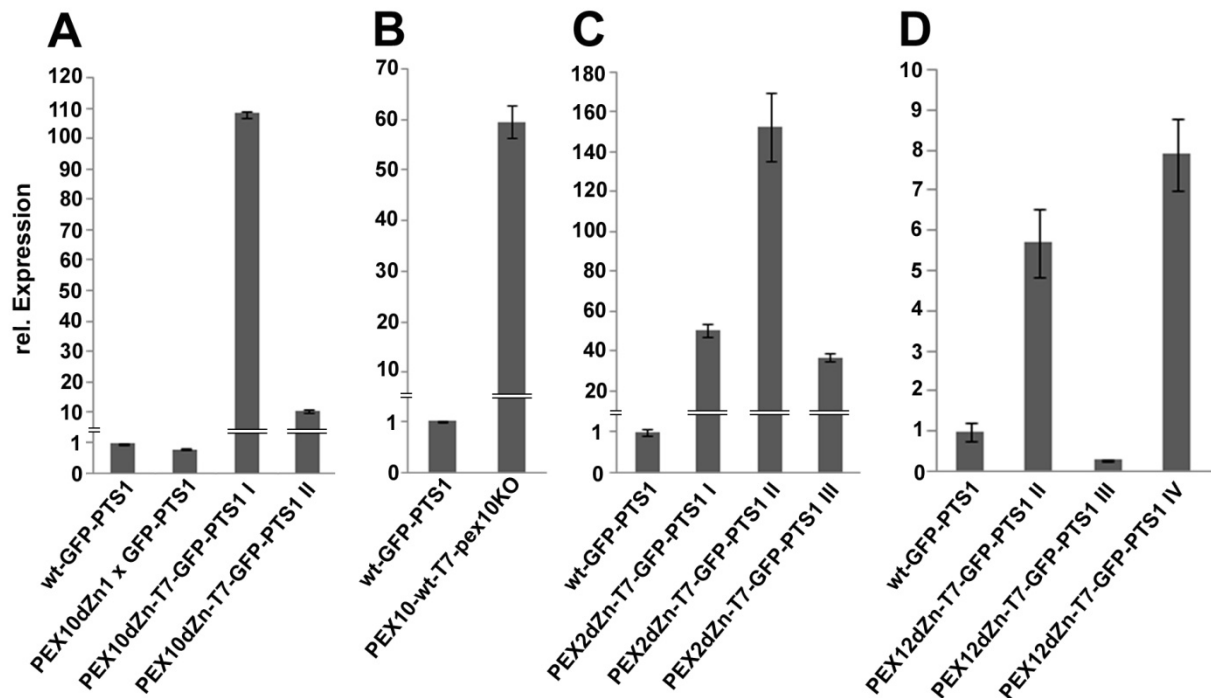 A
B
C
D
rel. Expression
120
110
100
90
80
70
60
50
40
30
20
10
1
0
wt-GFP-PTS1
PEX10dZn1 x GFP-PTS1
PEX10dZn-T7-GFP-PTS1 I
PEX10dZn-T7-GFP-PTS1 II
70
60
50
40
30
20
10
1
0
wt-GFP-PTS1
PEX10-wt-T7-pex10KO
180
160
140
120
100
80
60
40
20
1
0
wt-GFP-PTS1
PEX2dZn-T7-GFP-PTS1 I
PEX2dZn-T7-GFP-PTS1 II
PEX2dZn-T7-GFP-PTS1 III
10
9
8
7
6
5
4
3
2
1
0
wt-GFP-PTS1
PEX12dZn-T7-GFP-PTS1 II
PEX12dZn-T7-GFP-PTS1 III
PEX12dZn-T7-GFP-PTS1 IV